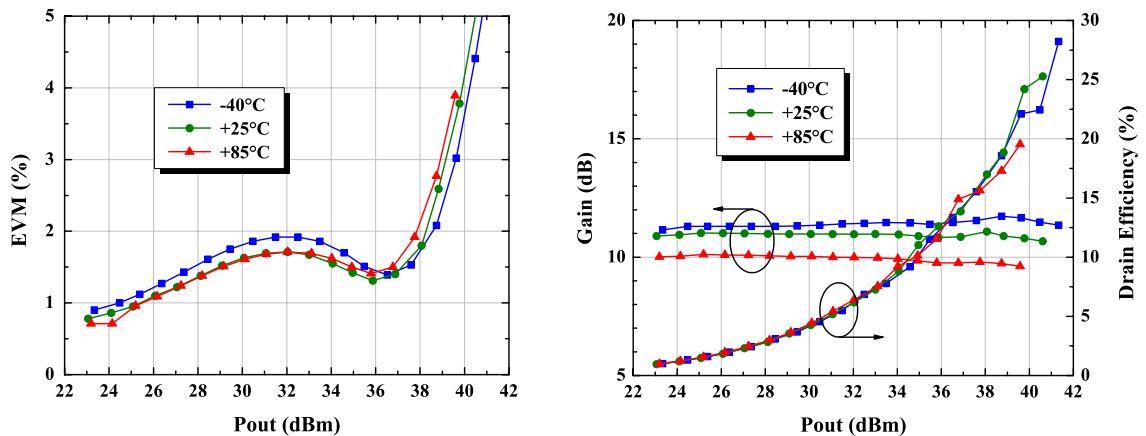 5
4
3
2
1
0
EVM (%)
-40°C
+25°C
+85°C
22 24 26 28 30 32 34 36 38 40 42
Pout (dBm)
20
15
10
5
Gain (dB)
-40°C
+25°C
+85°C
30
25
20
15
10
5
0
Drain Efficiency (%)
22 24 26 28 30 32 34 36 38 40 42
Pout (dBm)